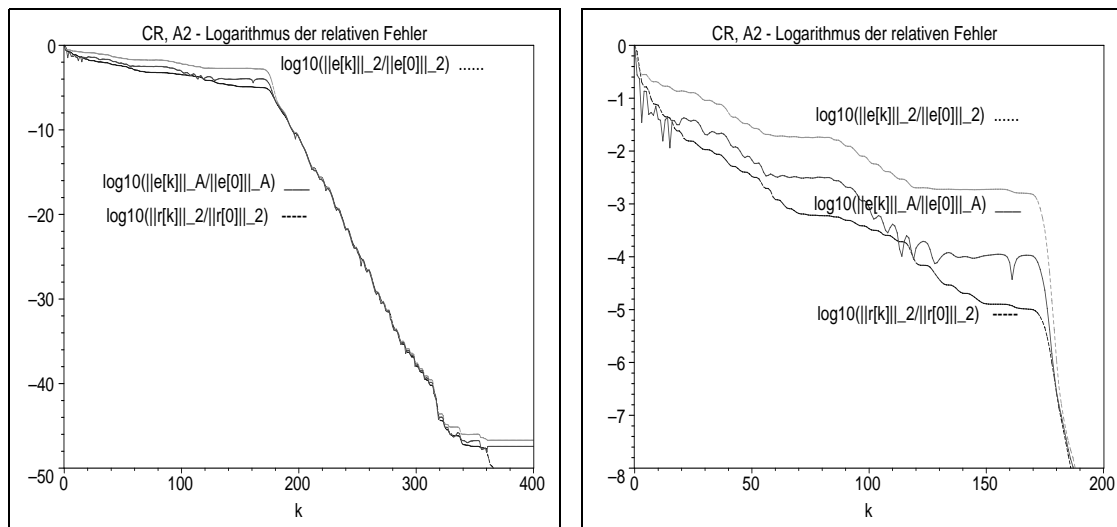 CR, A2 - Logarithmus der relativen Fehler
0
−10
−20
−30
−40
−50
log10(||e[k]||_2/||e[0]||_2) ......
log10(||e[k]||_A/||e[0]||_A) ___
log10(||r[k]||_2/||r[0]||_2) -----
0 100 200 300 400
k
CR, A2 - Logarithmus der relativen Fehler
0
−1
−2
−3
−4
−5
−6
−7
−8
log10(||e[k]||_2/||e[0]||_2) ......
log10(||e[k]||_A/||e[0]||_A) ___
log10(||r[k]||_2/||r[0]||_2) -----
0 50 100 150 200
k